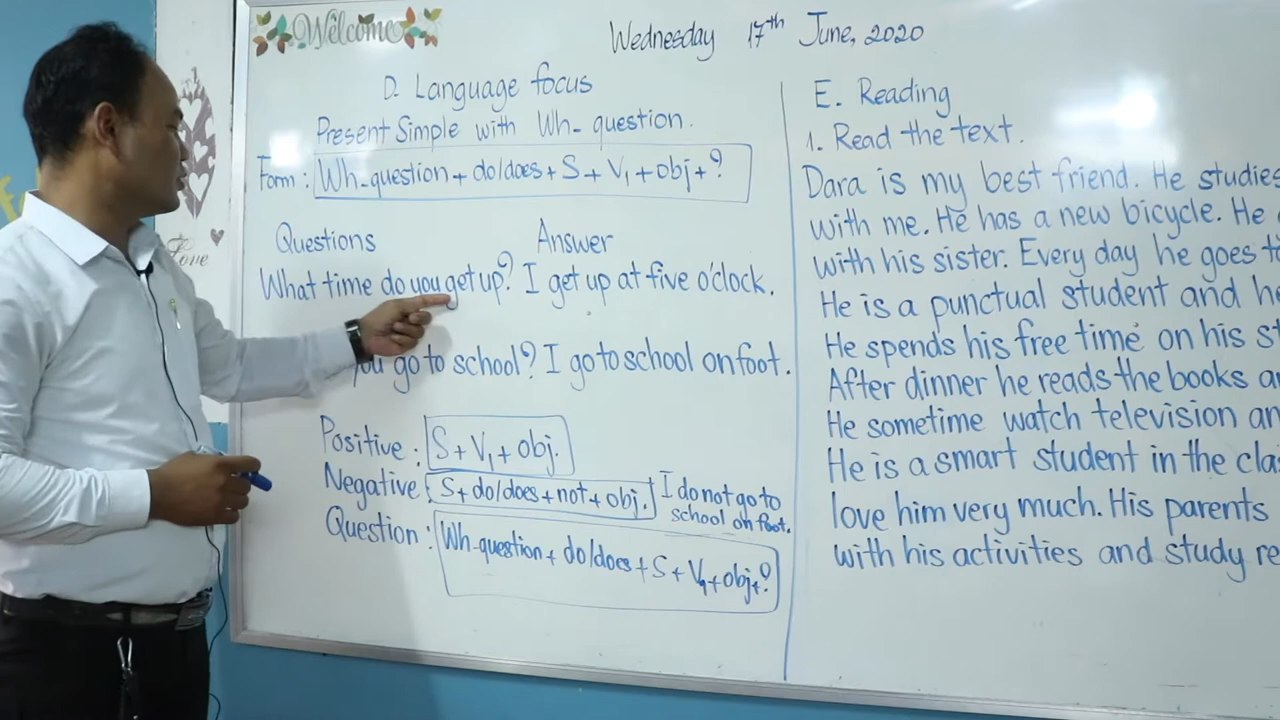 Welcome
Wednesday 17th June, 2020
D. Language focus
Present Simple with Wh- question.
Form: Wh-question + do/does + S + V1 + obj + ?
Questions Answer
What time do you get up? I get up at five o'clock.
you go to school? I go to school on foot.
Positive: S + V1 + obj.
Negative: S + do/does + not + obj. I do not go to
school on foot.
Question: Wh-question + do/does + S + V1 + obj + ?
E. Reading
1. Read the text.
Dara is my best friend. He studies
with me. He has a new bicycle. He
with his sister. Every day he goes to
He is a punctual student and he
He spends his free time on his
After dinner he reads the books
He sometime watch television
He is a smart student in the
love him very much. His parents
with his activities and study
Love